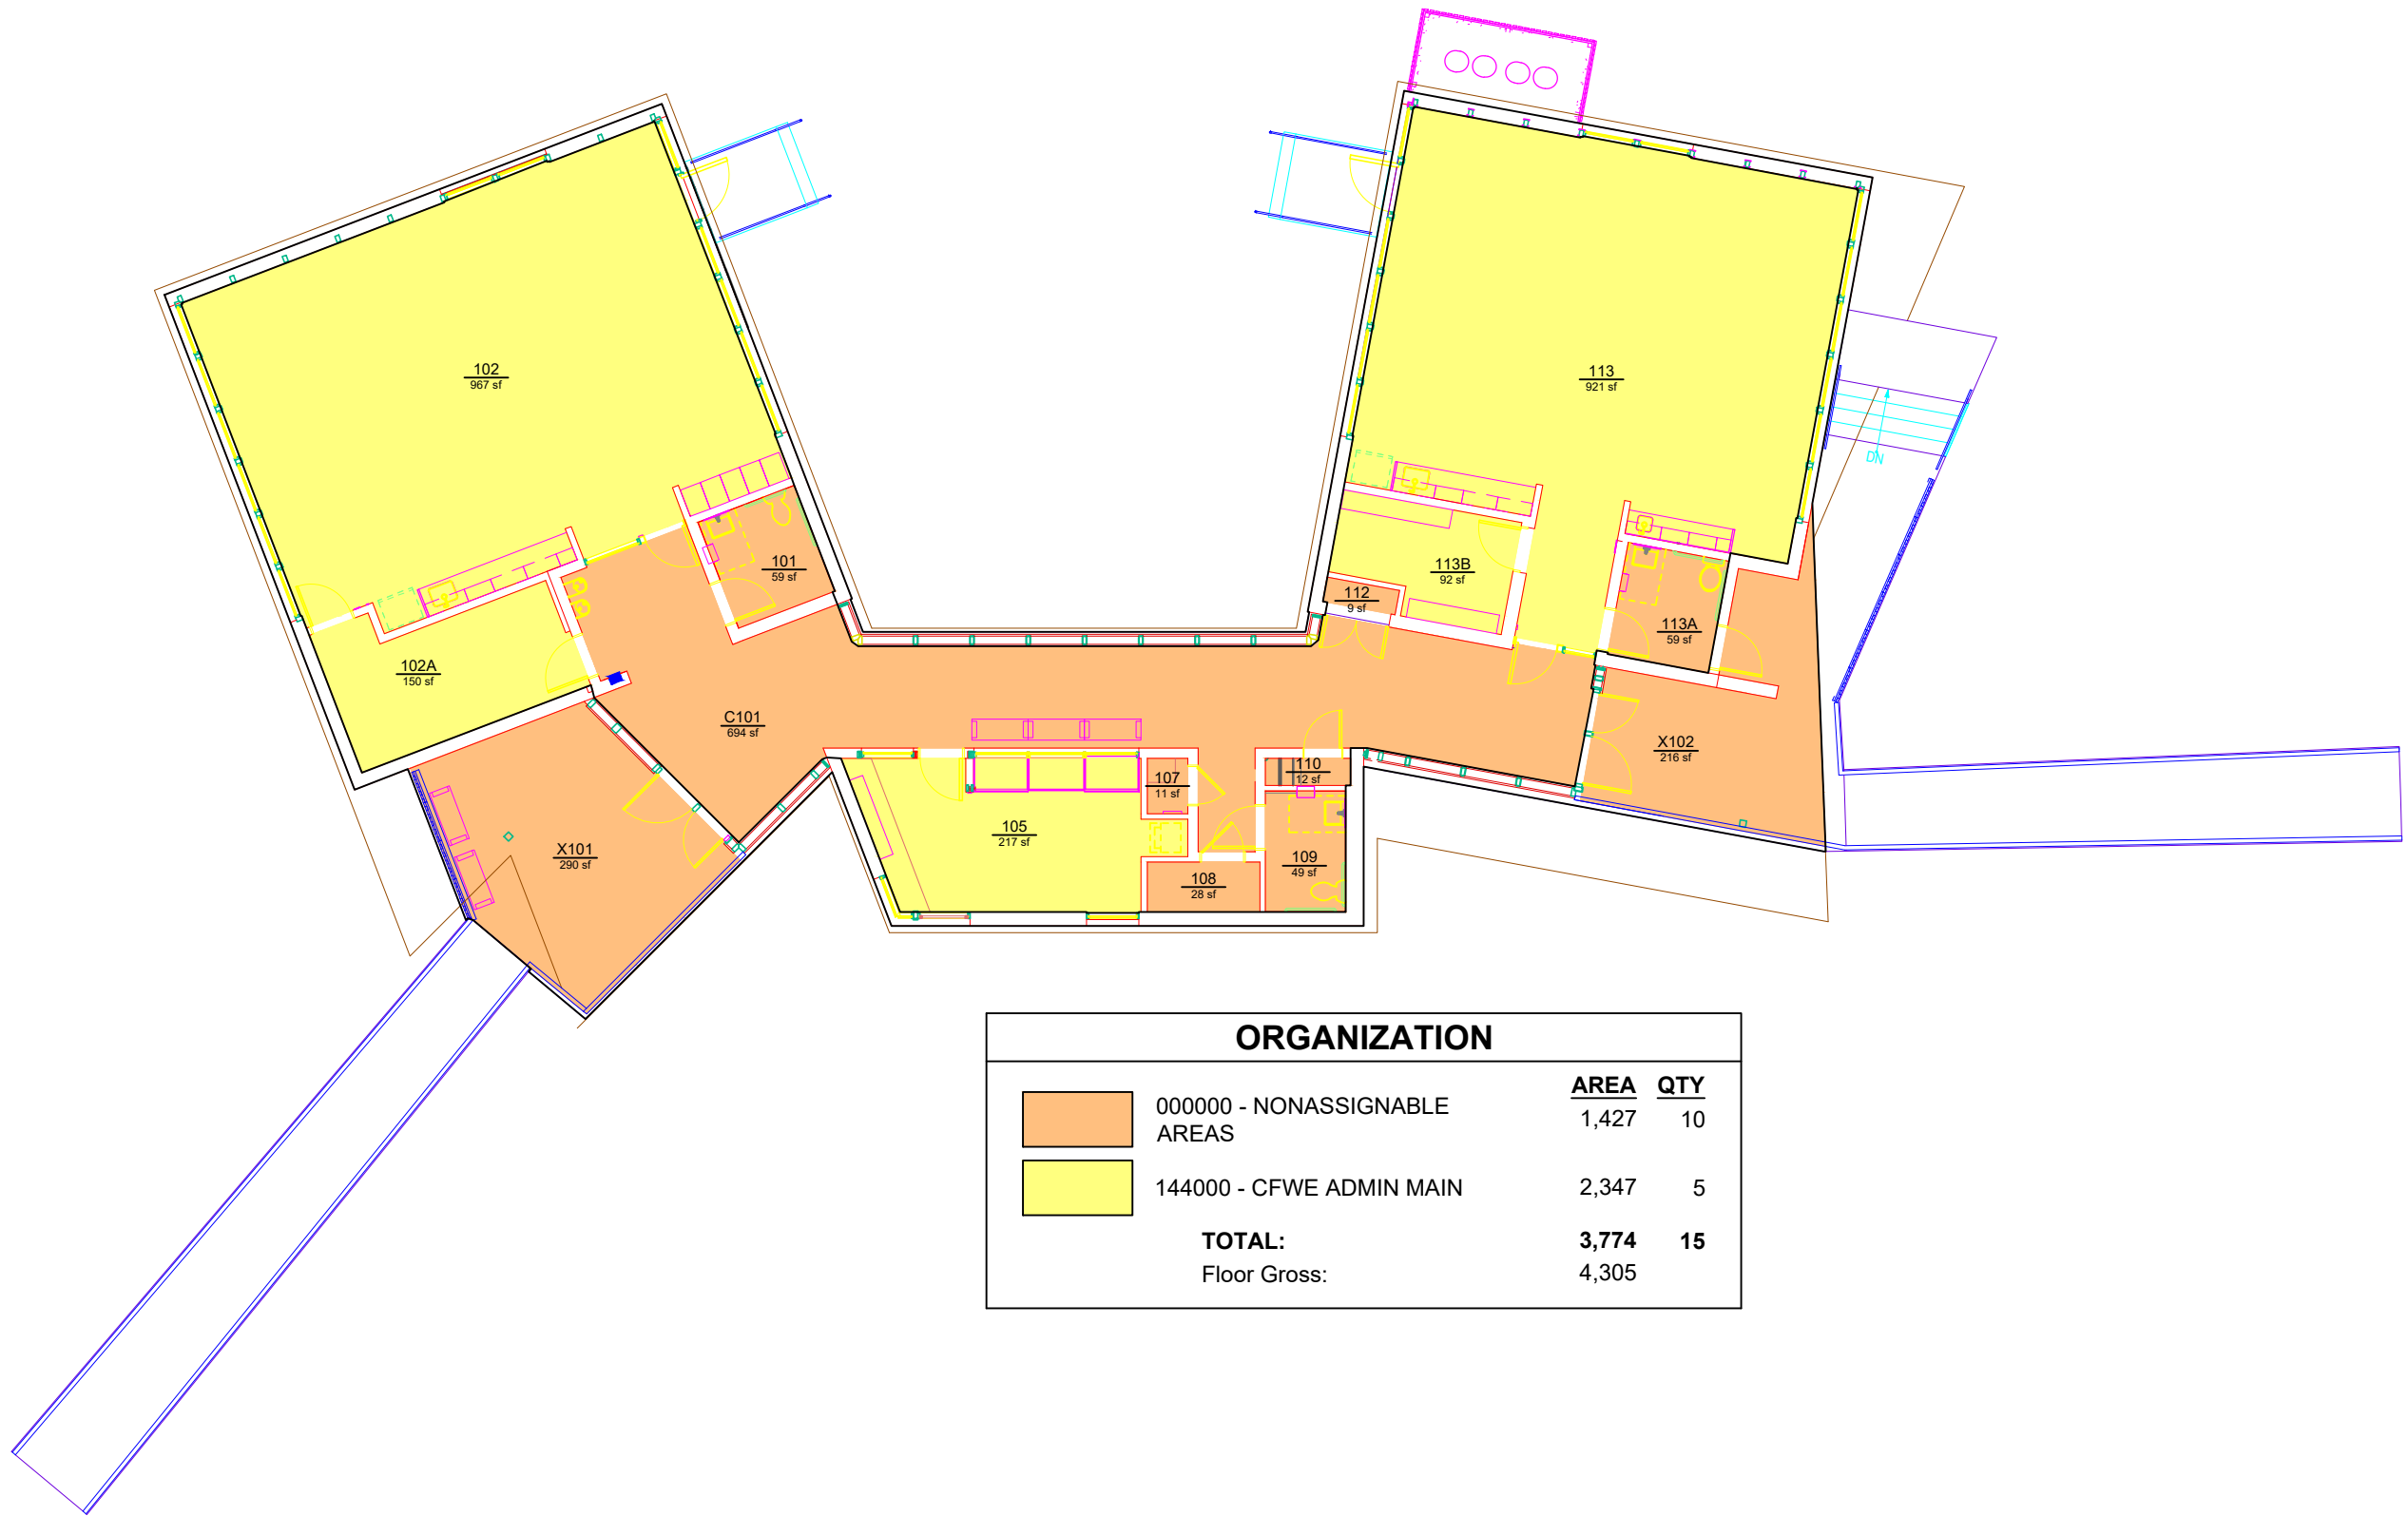 102
967 sf
113
921 sf
101
59 sf
113B
92 sf
112
9 sf
113A
59 sf
102A
150 sf
C101
694 sf
X102
216 sf
107
11 sf
110
12 sf
105
217 sf
X101
290 sf
109
49 sf
108
28 sf
DN
ORGANIZATION
AREA QTY
000000 - NONASSIGNABLE 1,427 10
AREAS
144000 - CFWE ADMIN MAIN 2,347 5
TOTAL: 3,774 15
Floor Gross: 4,305